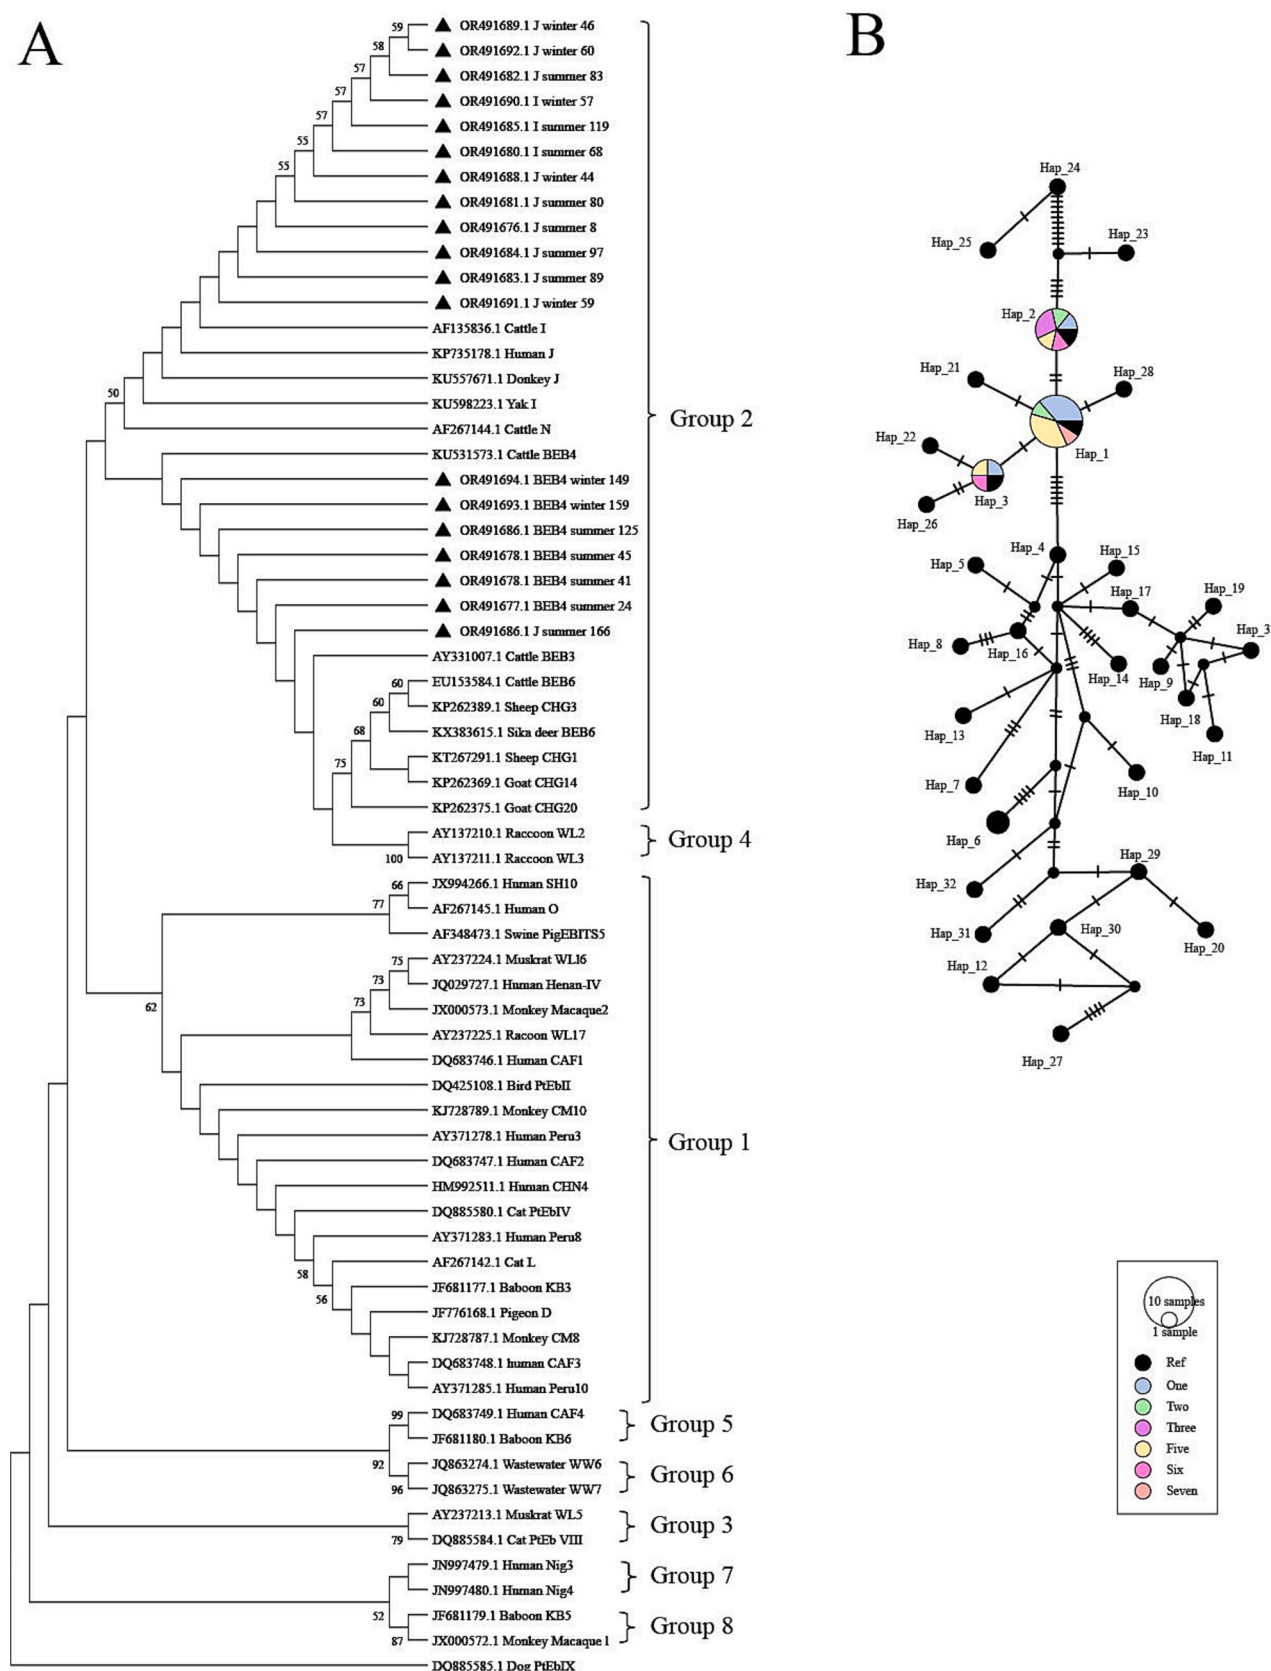 A
59
OR491689.1 J winter 46
58
OR491692.1 J winter 60
57
OR491682.1 J summer 83
57
OR491690.1 I winter 57
57
OR491685.1 I summer 119
55
OR491680.1 I summer 68
55
OR491688.1 J winter 44
OR491681.1 J summer 80
OR491676.1 J summer 8
OR491684.1 J summer 97
OR491683.1 J summer 89
OR491691.1 J winter 59
AF135836.1 Cattle I
KP735178.1 Human J
KU557671.1 Donkey J
50
KU598223.1 Yak I
AF267144.1 Cattle N
Group 2
KU531573.1 Cattle BEB4
OR491694.1 BEB4 winter 149
OR491693.1 BEB4 winter 159
OR491686.1 BEB4 summer 125
OR491678.1 BEB4 summer 45
OR491678.1 BEB4 summer 41
OR491677.1 BEB4 summer 24
OR491686.1 J summer 166
AY331007.1 Cattle BEB3
60
EU153584.1 Cattle BEB6
60
KP262389.1 Sheep CHG3
68
KX383615.1 Sika deer BEB6
75
KT267291.1 Sheep CHG1
KP262369.1 Goat CHG14
KP262375.1 Goat CHG20
AY137210.1 Raccoon WL2
Group 4
100
AY137211.1 Raccoon WL3
66
JX994266.1 Human SH10
77
AF267145.1 Human O
AF348473.1 Swine PigEBITS5
75
AY237224.1 Muskrat WL16
73
JQ029727.1 Human Henan-IV
73
JX000573.1 Monkey Macaque2
62
AY237225.1 Racoon WL17
DQ683746.1 Human CAF1
DQ425108.1 Bird PtEbII
KJ728789.1 Monkey CM10
AY371278.1 Human Peru3
Group 1
DQ683747.1 Human CAF2
HM992511.1 Human CHN4
DQ885580.1 Cat PtEbIV
AY371283.1 Human Peru8
58
AF267142.1 Cat L
56
JF681177.1 Baboon KB3
JF776168.1 Pigeon D
KJ728787.1 Monkey CM8
DQ683748.1 human CAF3
AY371285.1 Human Peru10
99
DQ683749.1 Human CAF4
Group 5
JF681180.1 Baboon KB6
92
JQ863274.1 Wastewater WW6
Group 6
96
JQ863275.1 Wastewater WW7
AY237213.1 Muskrat WL5
Group 3
79
DQ885584.1 Cat PtEb VIII
JN997479.1 Human Nig3
Group 7
JN997480.1 Human Nig4
52
JF681179.1 Baboon KB5
Group 8
87
JX000572.1 Monkey Macaque1
DQ885585.1 Dog PtEbIX
B
Hap_24
Hap_25
Hap_23
Hap_2
Hap_21
Hap_28
Hap_22
Hap_1
Hap_3
Hap_26
Hap_4
Hap_15
Hap_5
Hap_17
Hap_19
Hap_3
Hap_8
Hap_16
Hap_14
Hap_9
Hap_18
Hap_13
Hap_11
Hap_7
Hap_10
Hap_6
Hap_29
Hap_32
Hap_31
Hap_30
Hap_20
Hap_12
Hap_27
10 samples
1 sample
Ref
One
Two
Three
Five
Six
Seven